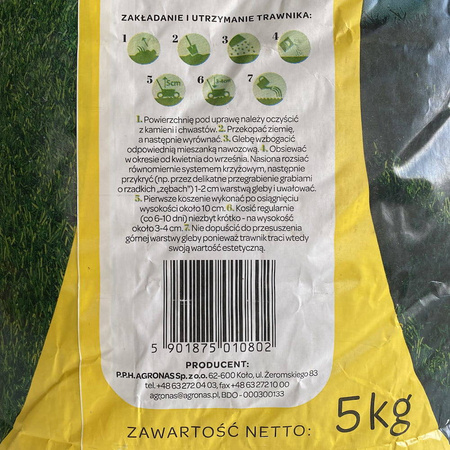 ZAKŁADANIE I UTRZYMANIE TRAWNIKA:
1 2 3 4
5 6 7
1. Powierzchnię pod uprawę należy oczyścić
z kamieni i chwastów. 2. Przekopać ziemię,
a następnie wyrównać. 3. Glebę wzbogacić
odpowiednią mieszanką nawozową. 4. Obsiewać
w okresie od kwietnia do września. Nasiona rozsiać
równomiernie systemem krzyżowym, następnie
przykryć (np. przez delikatne przegrabienie grabiami
o rzadkich „zębach") 1-2 cm warstwą gleby i uwałować.
5. Pierwsze koszenie wykonać po osiągnięciu
wysokości około 10 cm. 6. Kosić regularnie
(co 6-10 dni) niezbyt krótko - na wysokość
około 3-4 cm. 7. Nie dopuścić do przesuszenia
górnej warstwy gleby ponieważ trawnik traci wtedy
swoją wartość estetyczną.
5 901875 010802
PRODUCENT:
P.P.H. AGRONAS Sp. z o.o. 62-600 Koło, ul. Żeromskiego 83
tel. +48 63 272 04 03, fax +48 63 272 10 00
agronas@agronas.pl, BDO - 000300133
ZAWARTOŚĆ NETTO: 5 kg